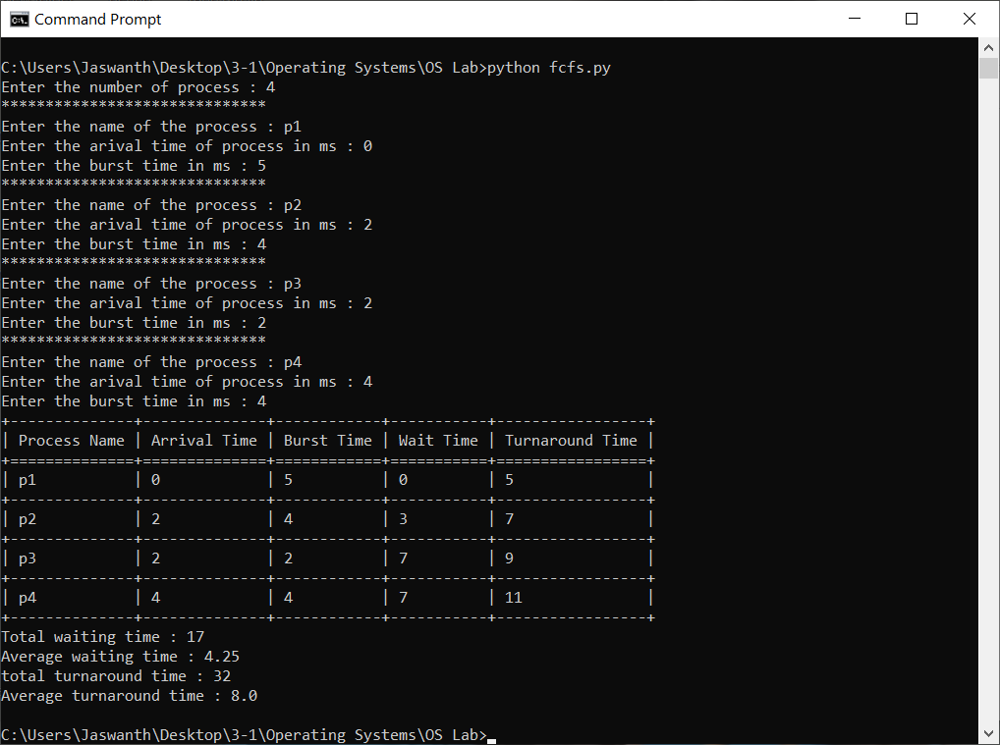 Command Prompt
C:\Users\Jaswanth\Desktop\3-1\Operating Systems\OS Lab>python fcfs.py
Enter the number of process : 4
******************************
Enter the name of the process : p1
Enter the arival time of process in ms : 0
Enter the burst time in ms : 5
******************************
Enter the name of the process : p2
Enter the arival time of process in ms : 2
Enter the burst time in ms : 4
******************************
Enter the name of the process : p3
Enter the arival time of process in ms : 2
Enter the burst time in ms : 2
******************************
Enter the name of the process : p4
Enter the arival time of process in ms : 4
Enter the burst time in ms : 4
+--------------+--------------+------------+-----------+-----------------+
| Process Name | Arrival Time | Burst Time | Wait Time | Turnaround Time |
+==============+==============+============+===========+=================+
| p1           | 0            | 5          | 0         | 5               |
+--------------+--------------+------------+-----------+-----------------+
| p2           | 2            | 4          | 3         | 7               |
+--------------+--------------+------------+-----------+-----------------+
| p3           | 2            | 2          | 7         | 9               |
+--------------+--------------+------------+-----------+-----------------+
| p4           | 4            | 4          | 7         | 11              |
+--------------+--------------+------------+-----------+-----------------+
Total waiting time : 17
Average waiting time : 4.25
total turnaround time : 32
Average turnaround time : 8.0
C:\Users\Jaswanth\Desktop\3-1\Operating Systems\OS Lab>